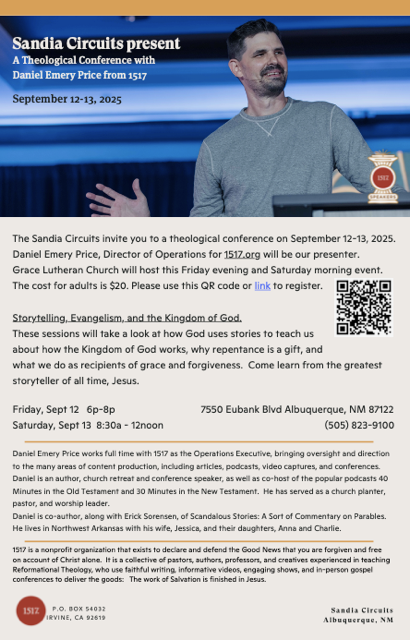 Sandia Circuits present
A Theological Conference with
Daniel Emery Price from 1517
September 12-13, 2025
1517
SPEAKERS
The Sandia Circuits invite you to a theological conference on September 12-13, 2025.
Daniel Emery Price, Director of Operations for 1517.org will be our presenter.
Grace Lutheran Church will host this Friday evening and Saturday morning event.
The cost for adults is $20. Please use this QR code or link to register.
Storytelling, Evangelism, and the Kingdom of God.
These sessions will take a look at how God uses stories to teach us
about how the Kingdom of God works, why repentance is a gift, and
what we do as recipients of grace and forgiveness. Come learn from the greatest
storyteller of all time, Jesus.
Friday, Sept 12 6p-8p
7550 Eubank Blvd Albuquerque, NM 87122
Saturday, Sept 13 8:30a - 12noon
(505) 823-9100
Daniel Emery Price works full time with 1517 as the Operations Executive, bringing oversight and direction
to the many areas of content production, including articles, podcasts, video captures, and conferences.
Daniel is an author, church retreat and conference speaker, as well as co-host of the popular podcasts 40
Minutes in the Old Testament and 30 Minutes in the New Testament. He has served as a church planter,
pastor, and worship leader.
Daniel is co-author, along with Erick Sorensen, of Scandalous Stories: A Sort of Commentary on Parables.
He lives in Northwest Arkansas with his wife, Jessica, and their daughters, Anna and Charlie.
1517 is a nonprofit organization that exists to declare and defend the Good News that you are forgiven and free
on account of Christ alone. It is a collective of pastors, authors, professors, and creatives experienced in teaching
Reformational Theology, who use faithful writing, informative videos, engaging shows, and in-person gospel
conferences to deliver the goods: The work of Salvation is finished in Jesus.
1517
P.O. BOX 54032
IRVINE, CA 92619
Sandia Circuits
Albuquerque, NM